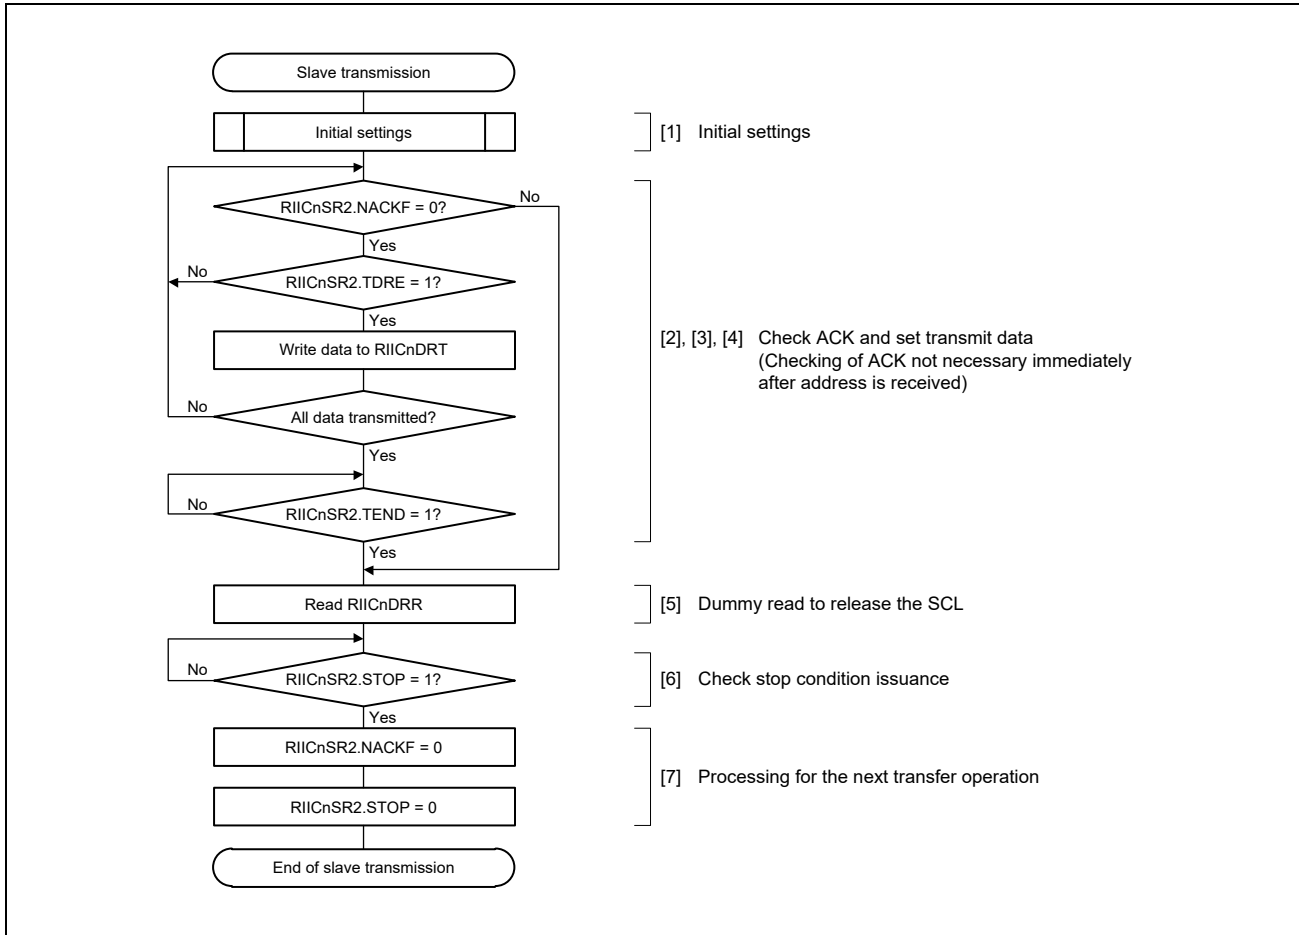 Slave transmission
Initial settings
[1] Initial settings
RIICnSR2.NACKF = 0?
No
Yes
RIICnSR2.TDRE = 1?
No
Yes
Write data to RIICnDRT
[2], [3], [4] Check ACK and set transmit data
(Checking of ACK not necessary immediately
after address is received)
All data transmitted?
No
Yes
RIICnSR2.TEND = 1?
No
Yes
Read RIICnDRR
[5] Dummy read to release the SCL
RIICnSR2.STOP = 1?
No
Yes
[6] Check stop condition issuance
RIICnSR2.NACKF = 0
[7] Processing for the next transfer operation
RIICnSR2.STOP = 0
End of slave transmission